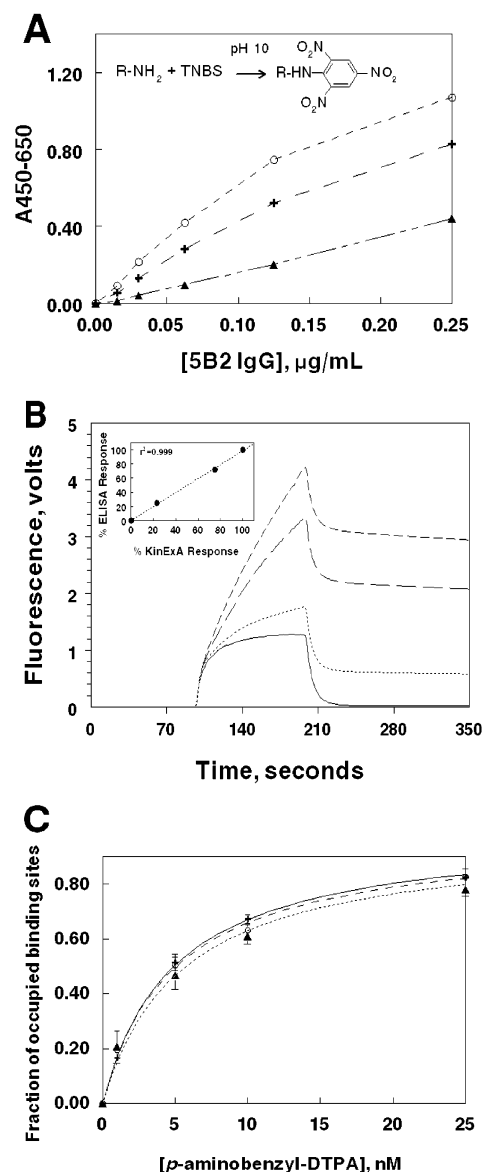 A
pH 10
R-NH2 + TNBS
R-HN
O2N
NO2
O2N
1.20
0.80
0.40
0.00
A450-650
0.00 0.05 0.10 0.15 0.20 0.25
[5B2 IgG], µg/mL
B
5
4
3
2
1
0
Fluorescence, volts
r2=0.999
100
80
60
40
20
0
% ELISA Response
0 20 40 60 80 100
% KinExA Response
0 70 140 210 280 350
Time, seconds
C
0.80
0.60
0.40
0.20
0.00
Fraction of occupied binding sites
0 5 10 15 20 25
[p-aminobenzyl-DTPA], nM